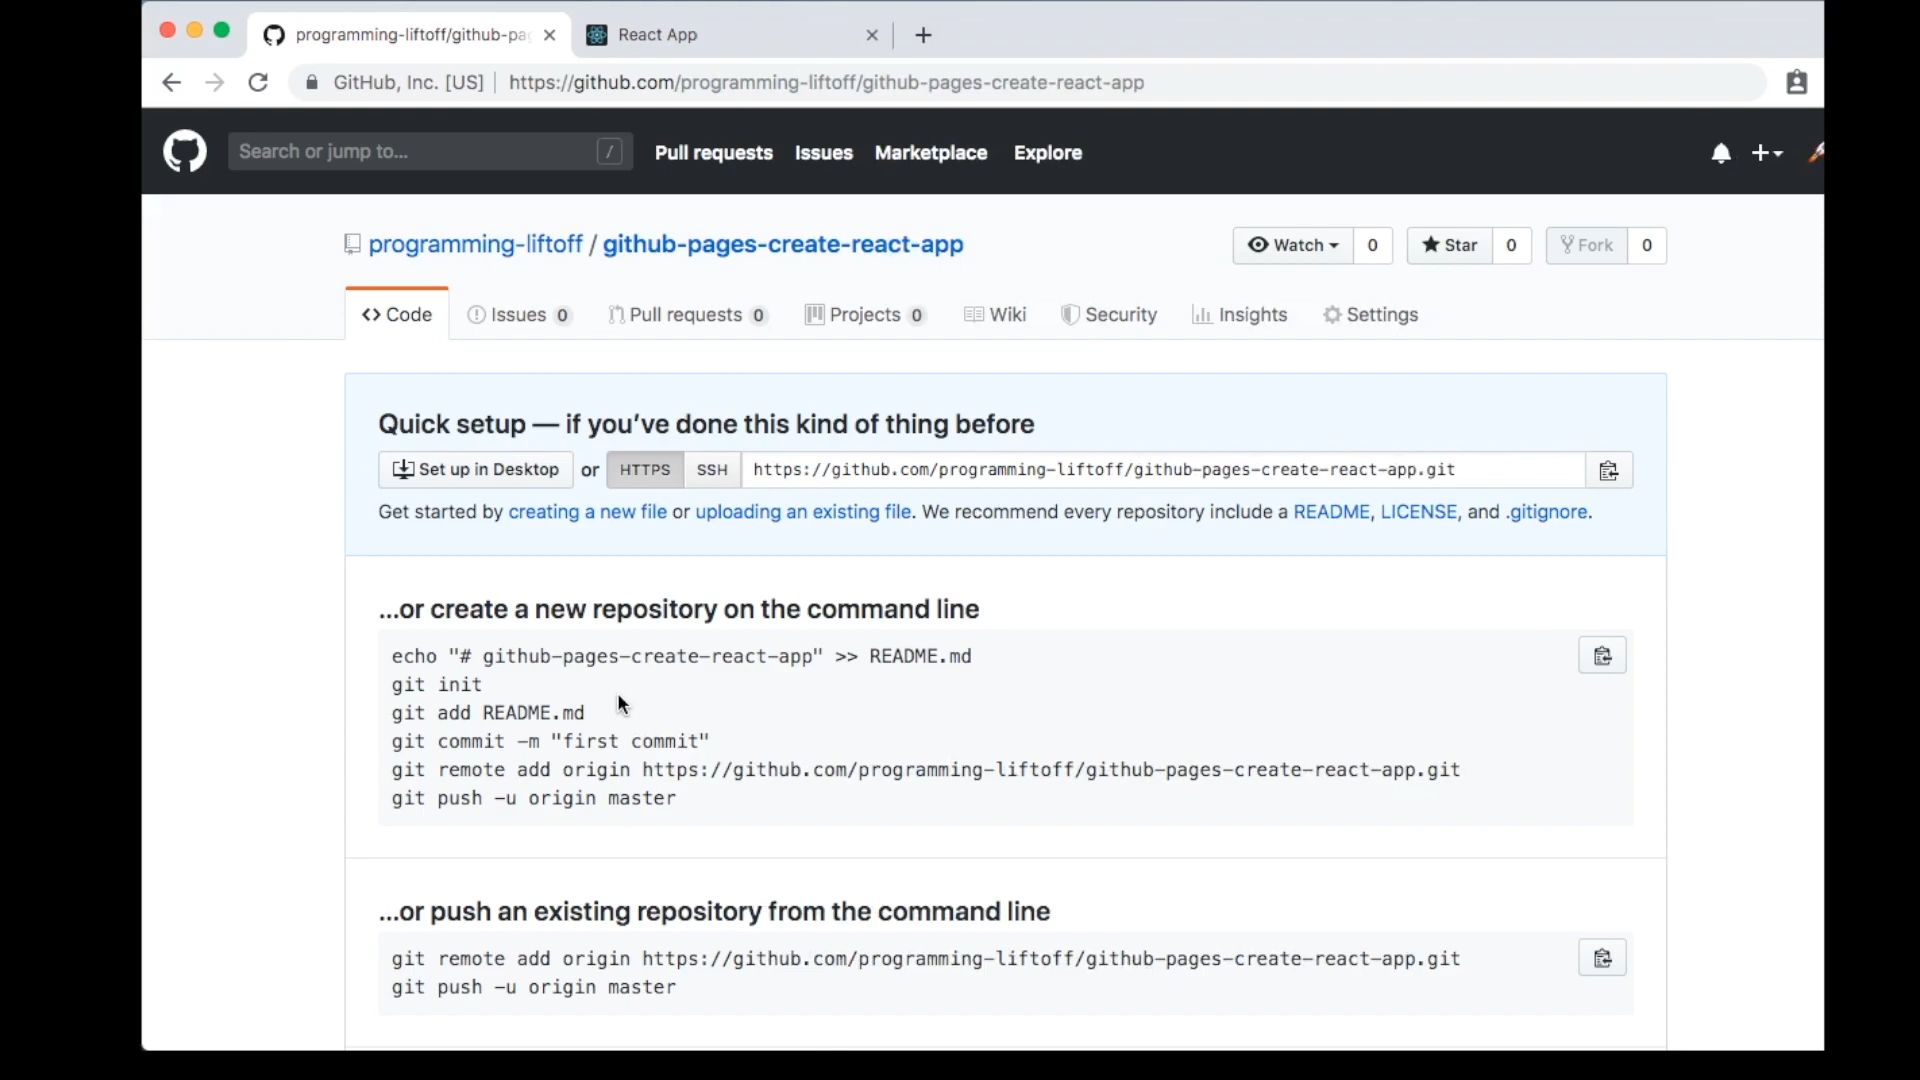 programming-liftoff/github-pa
React App
GitHub, Inc. [US] | https://github.com/programming-liftoff/github-pages-create-react-app
Search or jump to... /
Pull requests Issues Marketplace Explore
programming-liftoff / github-pages-create-react-app
Watch 0 Star 0 Fork 0
Code Issues 0 Pull requests 0 Projects 0 Wiki Security Insights Settings
Quick setup — if you’ve done this kind of thing before
Set up in Desktop or HTTPS SSH https://github.com/programming-liftoff/github-pages-create-react-app.git
Get started by creating a new file or uploading an existing file. We recommend every repository include a README, LICENSE, and .gitignore.
...or create a new repository on the command line
echo "# github-pages-create-react-app" >> README.md
git init
git add README.md
git commit -m "first commit"
git remote add origin https://github.com/programming-liftoff/github-pages-create-react-app.git
git push -u origin master
...or push an existing repository from the command line
git remote add origin https://github.com/programming-liftoff/github-pages-create-react-app.git
git push -u origin master